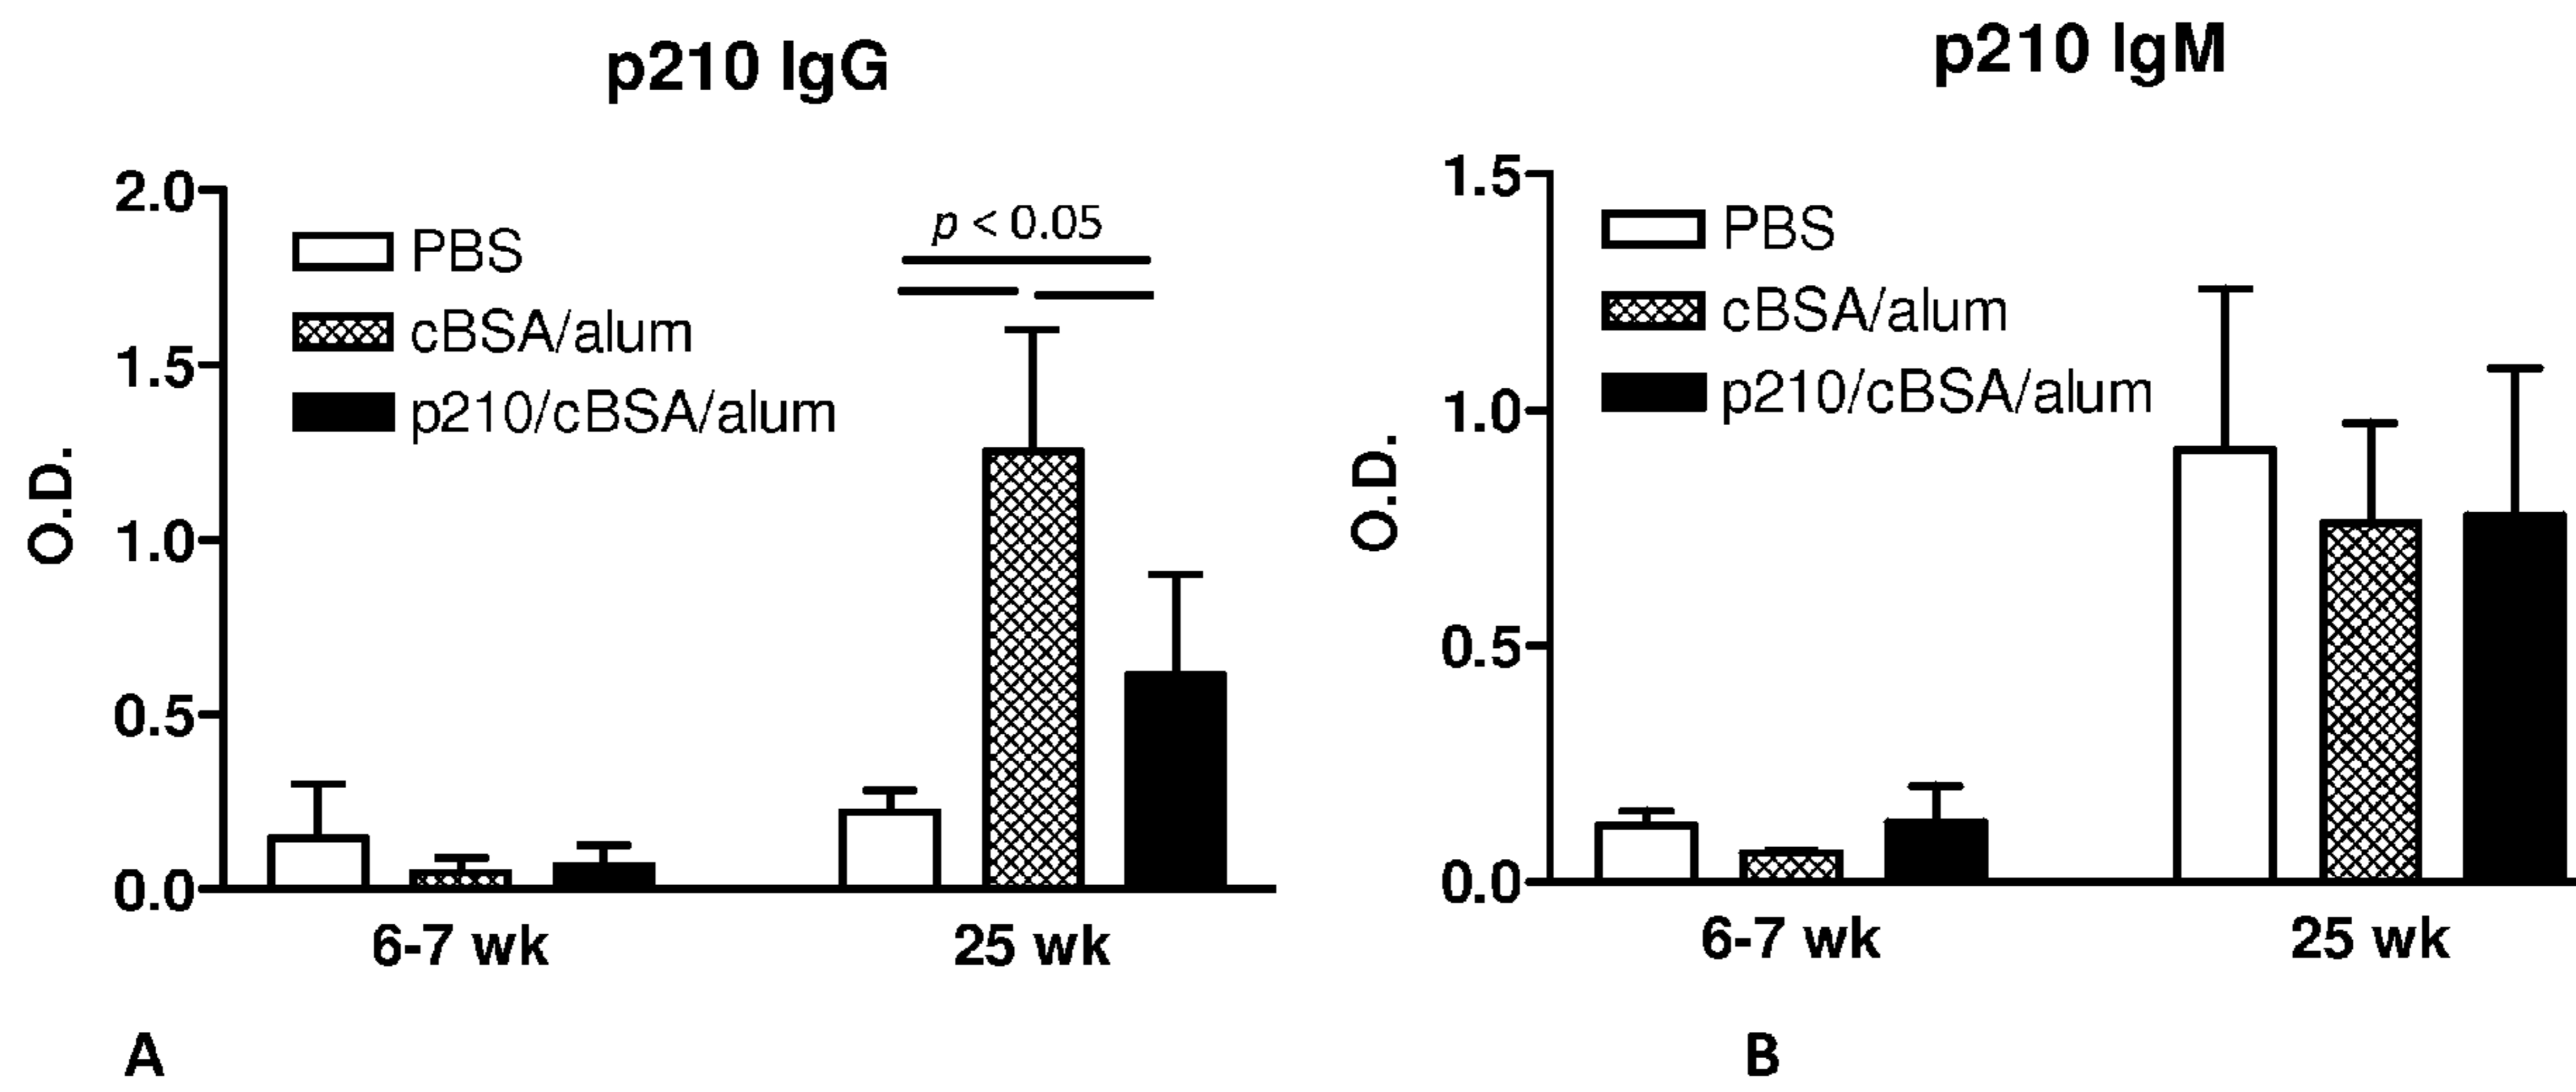 p210 IgG
2.0
1.5
1.0
0.5
0.0
O.D.
PBS
cBSA/alum
p210/cBSA/alum
p < 0.05
6-7 wk
25 wk
A
p210 IgM
1.5
1.0
0.5
0.0
O.D.
PBS
cBSA/alum
p210/cBSA/alum
6-7 wk
25 wk
B